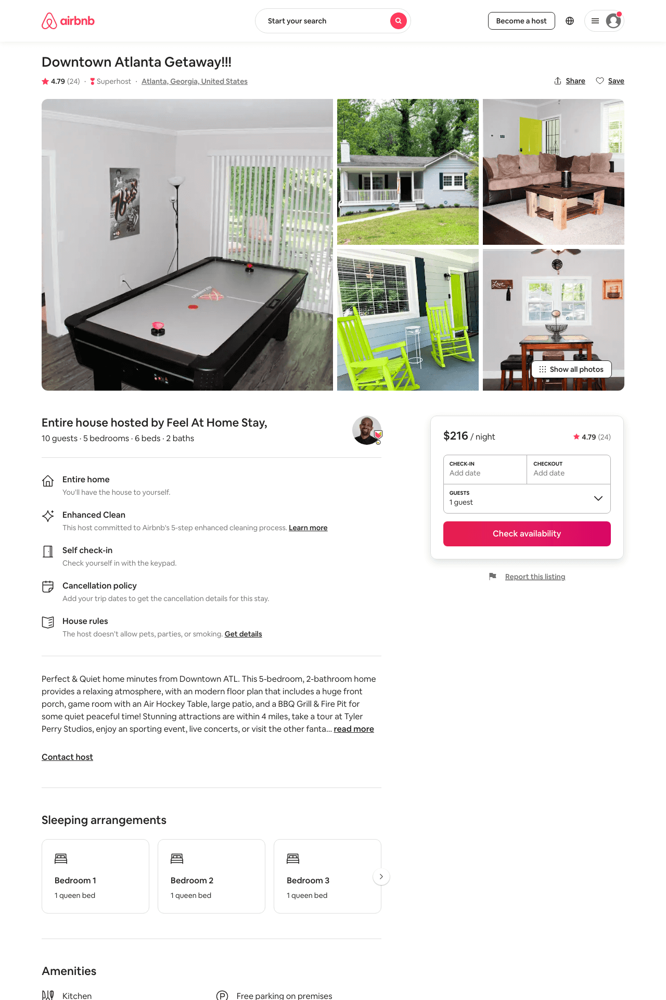 airbnb
Start your search
Become a host
Downtown Atlanta Getaway!!!
4.79 (24) · Superhost · Atlanta, Georgia, United States
Share
Save
76ers
Love
Show all photos
Entire house hosted by Feel At Home Stay,
10 guests · 5 bedrooms · 6 beds · 2 baths
$216 / night
4.79 (24)
CHECK-IN
Add date
CHECKOUT
Add date
GUESTS
1 guest
Check availability
Report this listing
Entire home
You’ll have the house to yourself.
Enhanced Clean
This host committed to Airbnb's 5-step enhanced cleaning process. Learn more
Self check-in
Check yourself in with the keypad.
Cancellation policy
Add your trip dates to get the cancellation details for this stay.
House rules
The host doesn’t allow pets, parties, or smoking. Get details
Perfect & Quiet home minutes from Downtown ATL. This 5-bedroom, 2-bathroom home
provides a relaxing atmosphere, with an modern floor plan that includes a huge front
porch, game room with an Air Hockey Table, large patio, and a BBQ Grill & Fire Pit for
some quiet peaceful time! Stunning attractions are within 4 miles, take a tour at Tyler
Perry Studios, enjoy an sporting event, live concerts, or visit the other fanta... read more
Contact host
Sleeping arrangements
Bedroom 1
1 queen bed
Bedroom 2
1 queen bed
Bedroom 3
1 queen bed
Amenities
Kitchen
Free parking on premises